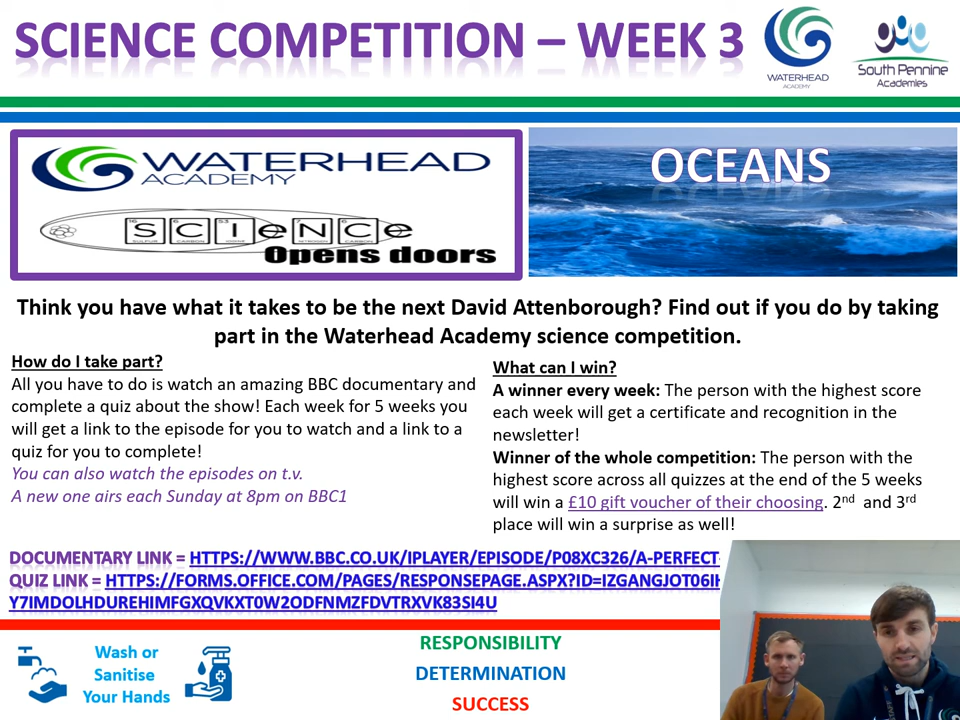 SCIENCE COMPETITION – WEEK 3
WATERHEAD
ACADEMY
South Pennine
Academies
WATERHEAD
ACADEMY
SCIeNCe
SULFUR CARBON IODINE NITROGEN CARBON
Opens doors
OCEANS
Think you have what it takes to be the next David Attenborough? Find out if you do by taking
part in the Waterhead Academy science competition.
How do I take part?
All you have to do is watch an amazing BBC documentary and
complete a quiz about the show! Each week for 5 weeks you
will get a link to the episode for you to watch and a link to a
quiz for you to complete!
You can also watch the episodes on t.v.
A new one airs each Sunday at 8pm on BBC1
What can I win?
A winner every week: The person with the highest score
each week will get a certificate and recognition in the
newsletter!
Winner of the whole competition: The person with the
highest score across all quizzes at the end of the 5 weeks
will win a £10 gift voucher of their choosing. 2nd and 3rd
place will win a surprise as well!
DOCUMENTARY LINK = HTTPS://WWW.BBC.CO.UK/IPLAYER/EPISODE/P08XC326/A-PERFECT-
QUIZ LINK = HTTPS://FORMS.OFFICE.COM/PAGES/RESPONSEPAGE.ASPX?ID=IZGANGJOT06IH
Y7IMDOLHDUREHIMFGXQVKXT0W2ODFNMZFDVTRXVK83SI4U
Wash or
Sanitise
Your Hands
RESPONSIBILITY
DETERMINATION
SUCCESS